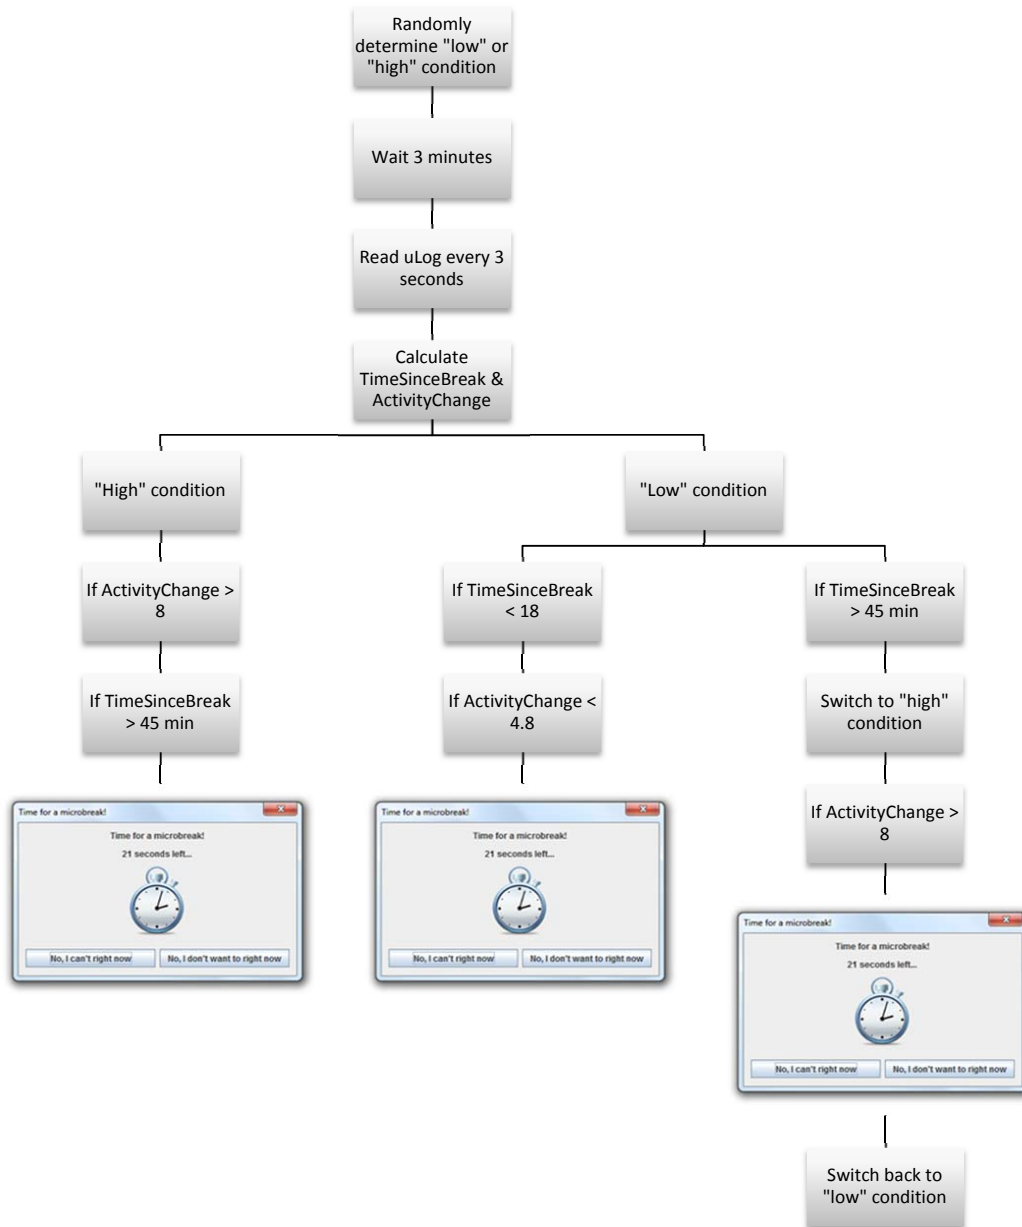 Randomly
determine "low" or
"high" condition
Wait 3 minutes
Read uLog every 3
seconds
Calculate
TimeSinceBreak &
ActivityChange
"High" condition
"Low" condition
If ActivityChange >
8
If TimeSinceBreak
< 18
If TimeSinceBreak
> 45 min
If TimeSinceBreak
> 45 min
If ActivityChange <
4.8
Switch to "high"
condition
Time for a microbreak!
Time for a microbreak!
21 seconds left...
No, I can't right now
No, I don't want to right now
Time for a microbreak!
Time for a microbreak!
21 seconds left...
No, I can't right now
No, I don't want to right now
If ActivityChange >
8
Time for a microbreak!
Time for a microbreak!
21 seconds left...
No, I can't right now
No, I don't want to right now
Switch back to
"low" condition